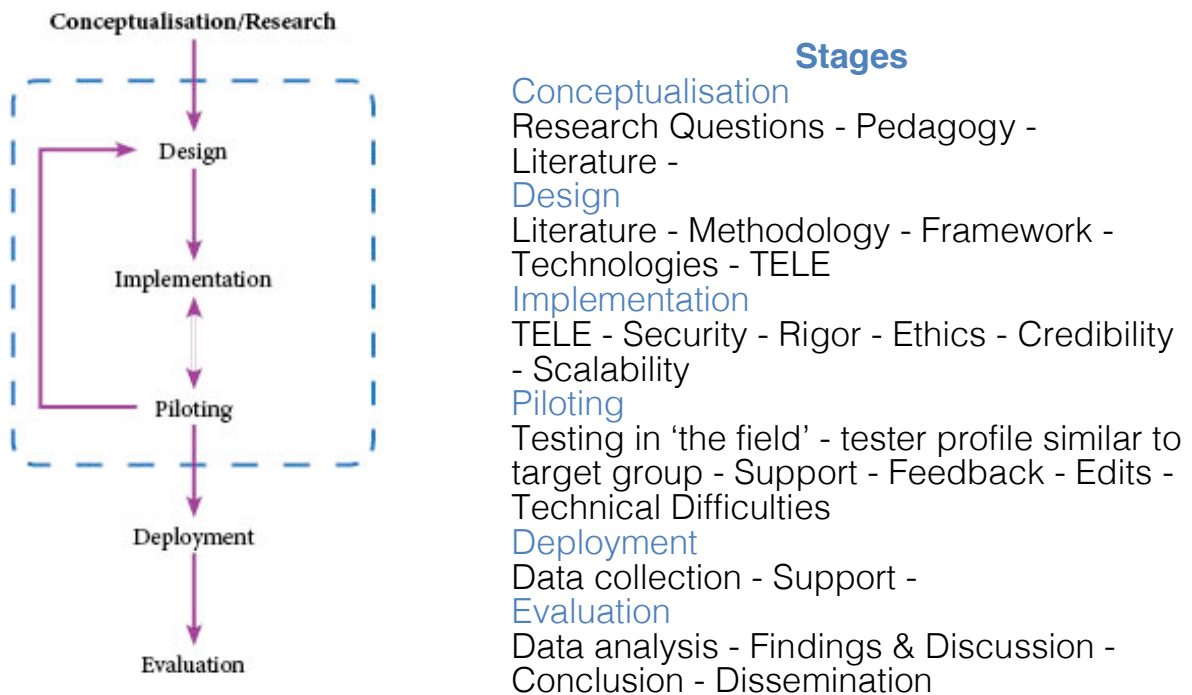 Conceptualisation/Research
Design
Implementation
Piloting
Deployment
Evaluation
Stages
Conceptualisation
Research Questions - Pedagogy -
Literature -
Design
Literature - Methodology - Framework -
Technologies - TELE
Implementation
TELE - Security - Rigor - Ethics - Credibility
- Scalability
Piloting
Testing in ‘the field’ - tester profile similar to
target group - Support - Feedback - Edits -
Technical Difficulties
Deployment
Data collection - Support -
Evaluation
Data analysis - Findings & Discussion -
Conclusion - Dissemination